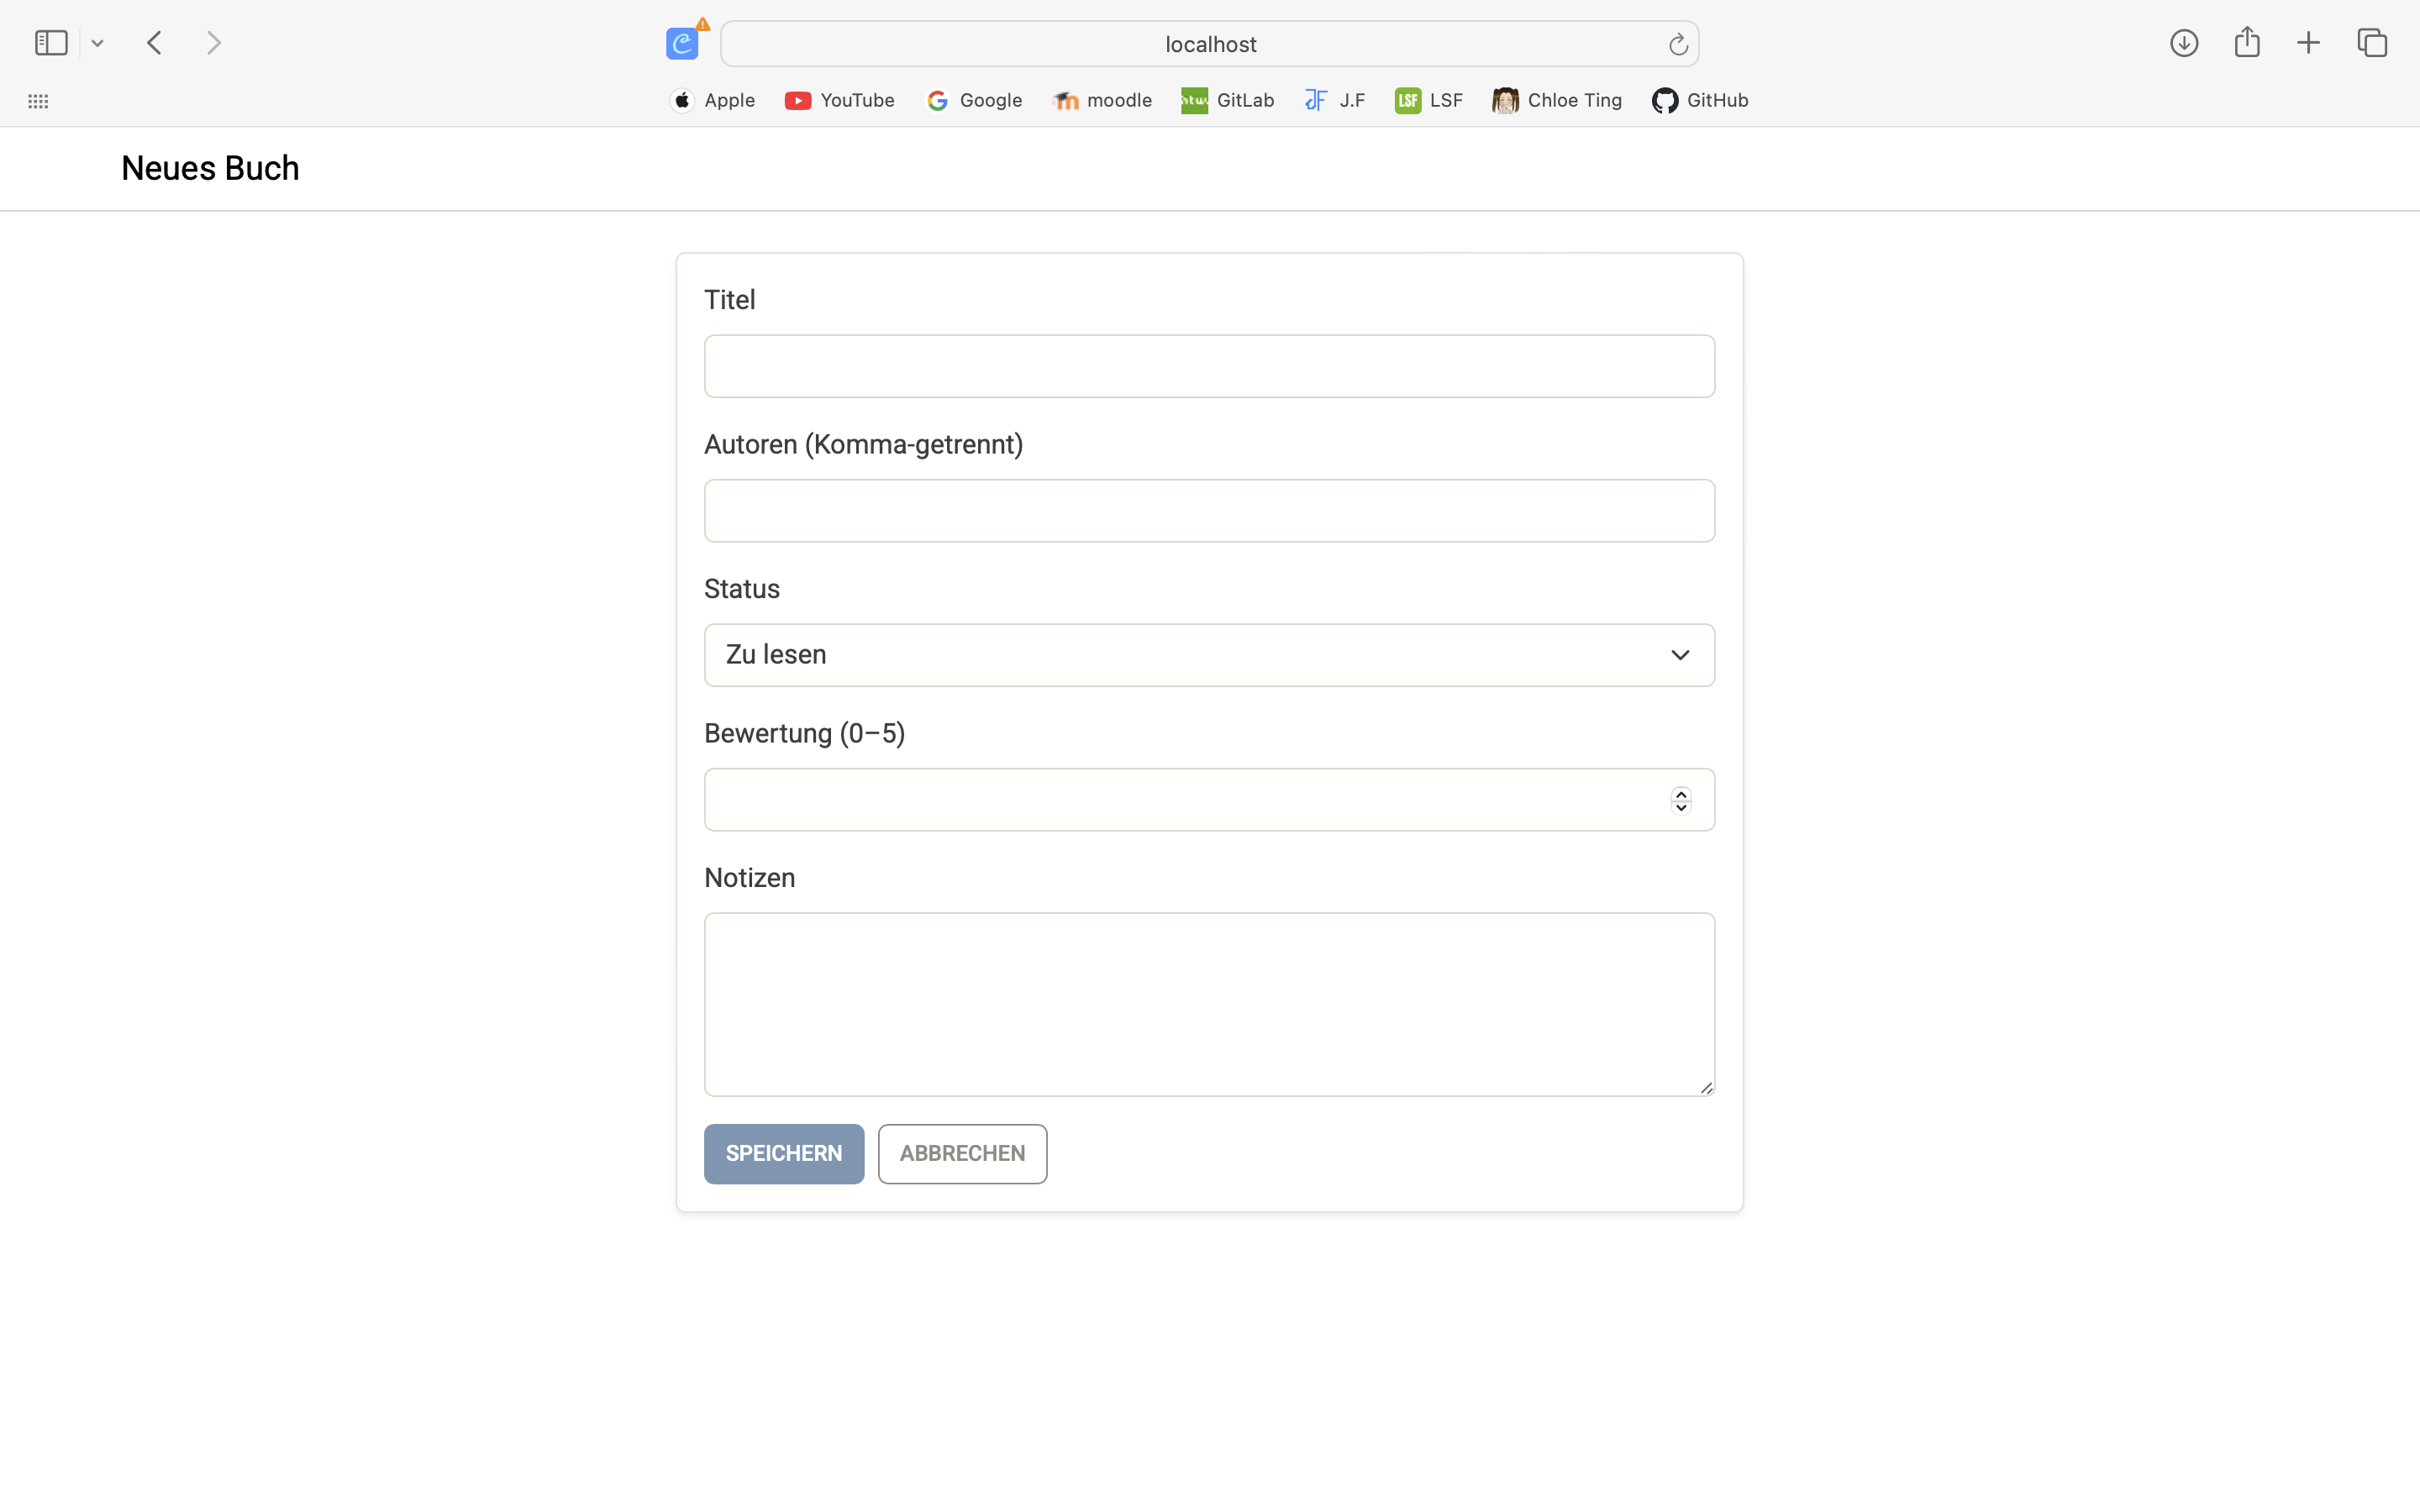 localhost
Apple YouTube Google moodle GitLab J.F LSF LSF Chloe Ting GitHub
Neues Buch
Titel
Autoren (Komma-getrennt)
Status
Zu lesen
Bewertung (0–5)
Notizen
SPEICHERN ABBRECHEN